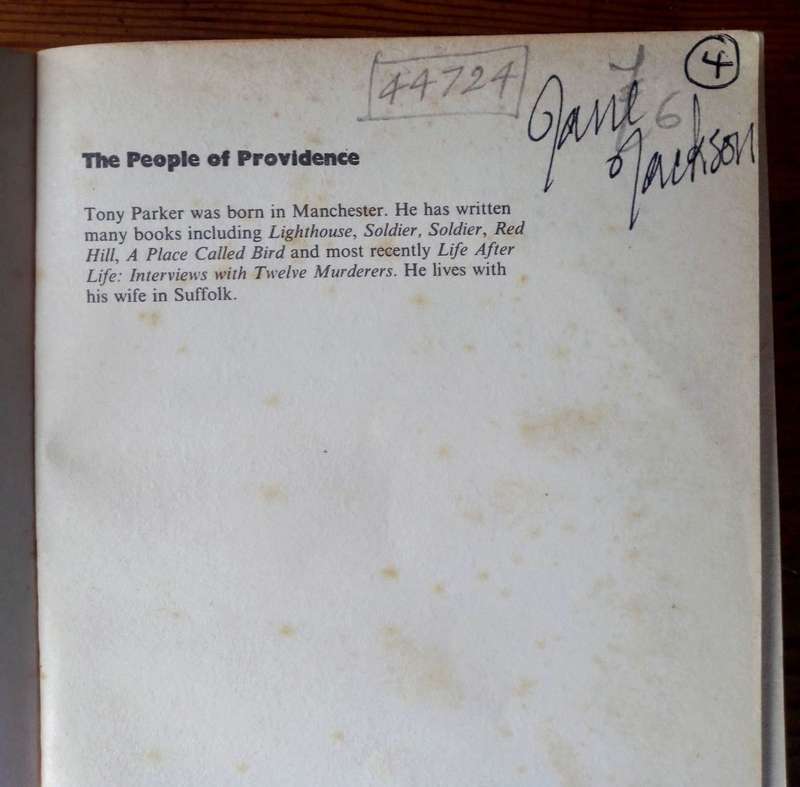 44724
4
6
Jane
Jackson
The People of Providence
Tony Parker was born in Manchester. He has written
many books including Lighthouse, Soldier, Soldier, Red
Hill, A Place Called Bird and most recently Life After
Life: Interviews with Twelve Murderers. He lives with
his wife in Suffolk.